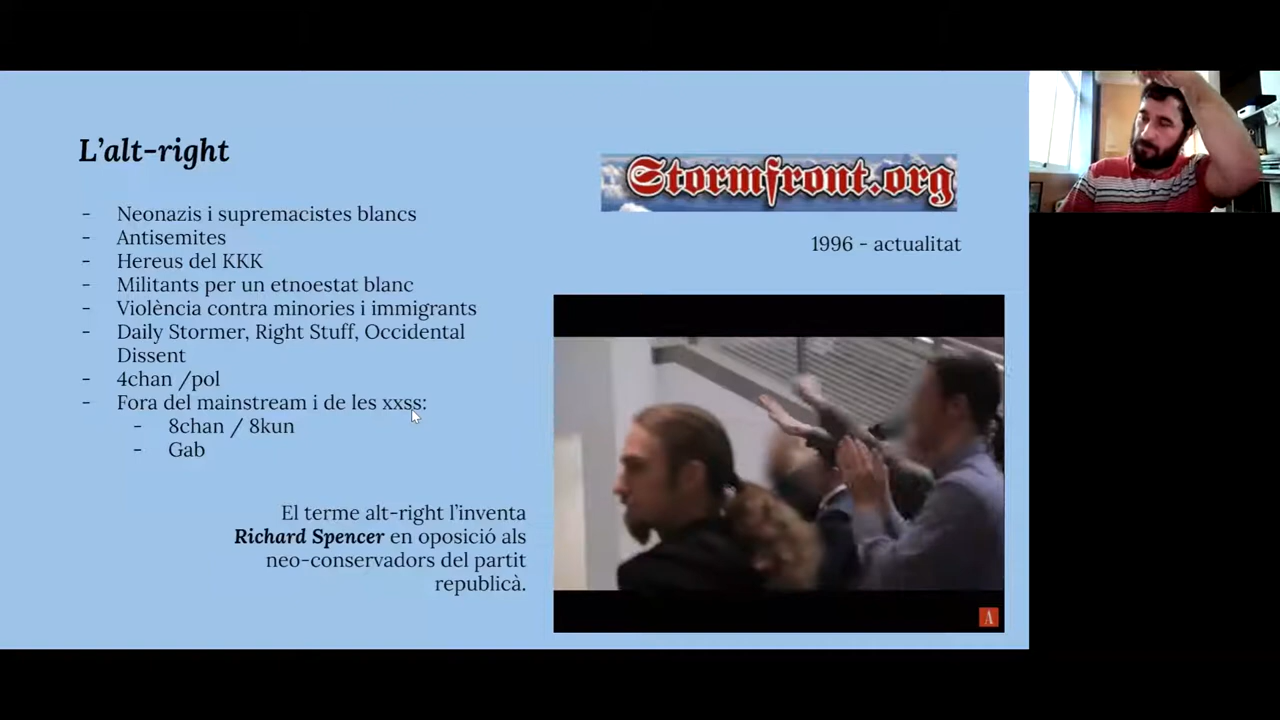 L'alt-right
- Neonazis i supremacistes blancs
- Antisemites
- Hereus del KKK
- Militants per un etnoestat blanc
- Violència contra minories i immigrants
- Daily Stormer, Right Stuff, Occidental
Dissent
- 4chan /pol
- Fora del mainstream i de les xxss:
- 8chan / 8kun
- Gab
El terme alt-right l'inventa
Richard Spencer en oposició als
neo-conservadors del partit
republicà.
Stormfront.org
1996 - actualitat
A